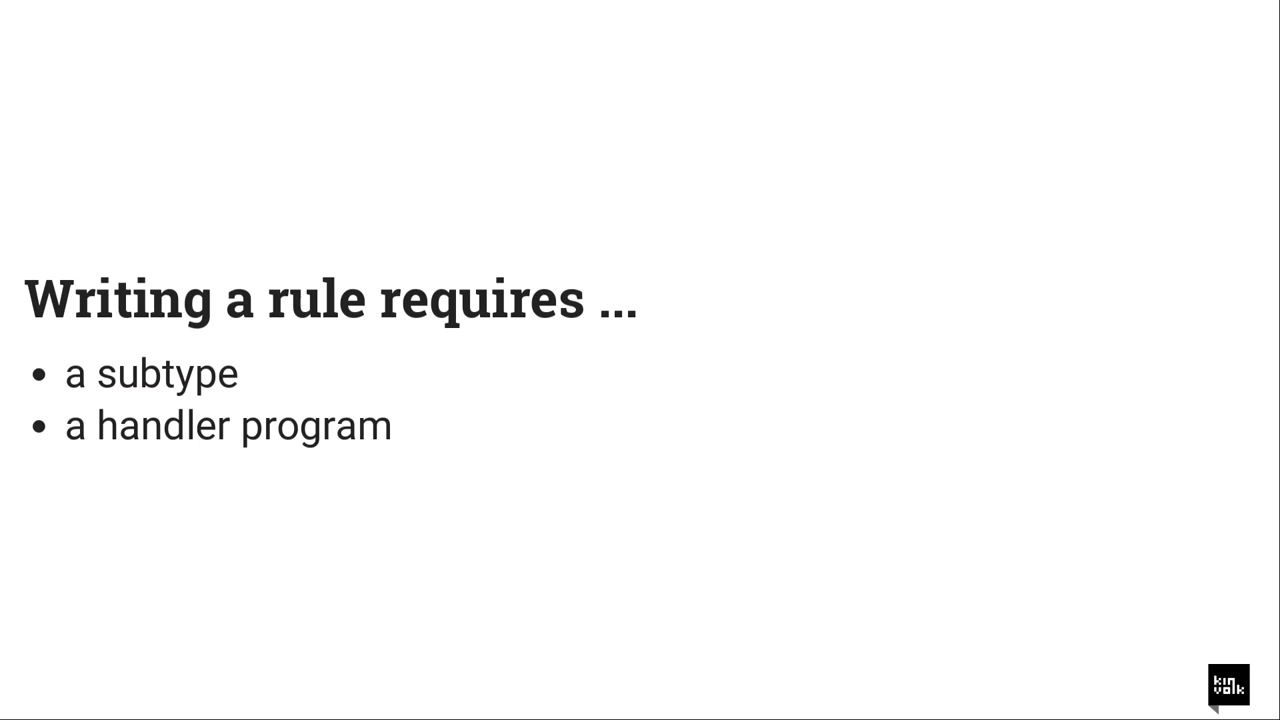 Writing a rule requires ...
• a subtype
• a handler program
kin
volk